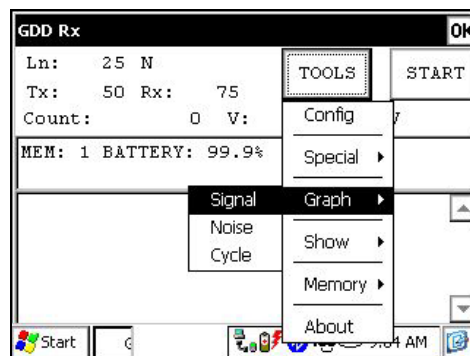 GDD Rx OK
Ln: 25 N
TOOLS START
Tx: 50 Rx: 75
Count: 0 V:
MEM: 1 BATTERY: 99.9%
Config
Special
Graph
Show
Memory
About
Signal
Noise
Cycle
Start
AM